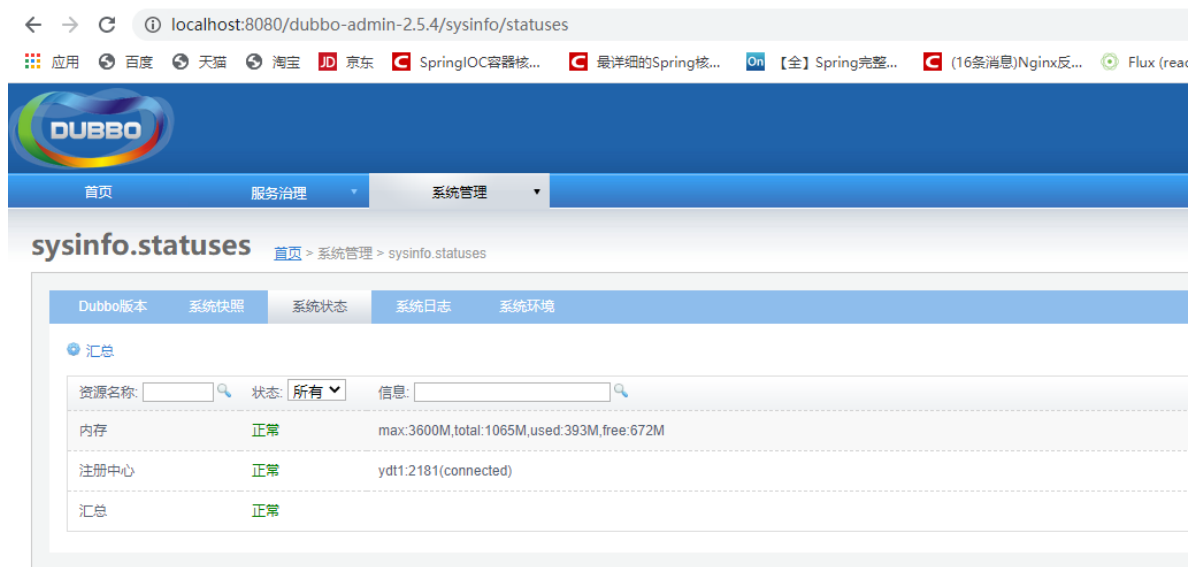 localhost:8080/dubbo-admin-2.5.4/sysinfo/statuses
应用 百度 天猫 淘宝 JD 京东 C SpringIOC容器核... C 最详细的Spring核... On 【全】Spring完整... C (16条消息)Nginx反... Flux (reac
DUBBO
首页 服务治理 系统管理
sysinfo.statuses 首页 > 系统管理 > sysinfo.statuses
Dubbo版本 系统快照 系统状态 系统日志 系统环境
汇总
资源名称: 状态: 所有 信息:
内存 正常 max:3600M,total:1065M,used:393M,free:672M
注册中心 正常 ydt1:2181(connected)
汇总 正常